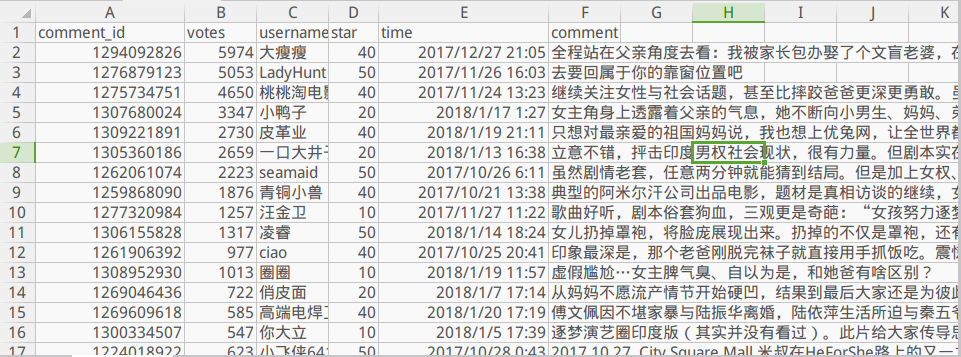 A B C D E F G H I J K
1 comment_id votes username star time comment
2 1294092826 5974 大瘦瘦 40 2017/12/27 21:05 全程站在父亲角度去看：我被家长包办娶了个文盲老婆，在
3 1276879123 5053 LadyHunt 50 2017/11/26 16:03 去要回属于你的靠窗位置吧
4 1275734751 4650 桃桃淘电影 40 2017/11/24 13:23 继续关注女性与社会话题，甚至比摔跤爸爸更深更勇敢。虽
5 1307680024 3347 小鸭子 20 2018/1/17 1:27 女主角身上透露着父亲的气息，她不断向小男生、妈妈、弟
6 1309221891 2730 皮革业 40 2018/1/19 21:11 只想对最亲爱的祖国妈妈说，我也想上优兔网，让全世界都
7 1305360186 2659 一口大井 20 2018/1/13 16:38 立意不错，抨击印度男权社会现状，很有力量。但剧本实在
8 1262061074 2223 seamaid 50 2017/10/26 6:11 虽然剧情老套，任意两分钟就能猜到结局。但是加上女权、
9 1259868090 1876 青铜小兽 40 2017/10/21 13:38 典型的阿米尔汗公司出品电影，题材是真相访谈的继续，女
10 1277320984 1257 汪金卫 10 2017/11/27 11:22 歌曲好听，剧本俗套狗血，三观更是奇葩：“女孩努力逐梦
11 1306155828 1317 凌睿 50 2018/1/14 18:24 女儿扔掉罩袍，将脸庞展现出来。扔掉的不仅是罩袍，还有
12 1261906392 977 ciao 40 2017/10/25 20:41 印象最深是，那个老爸刚脱完袜子就直接用手抓饭吃。震惊
13 1308952930 1013 圈圈 10 2018/1/19 11:57 虚假尴尬…女主脾气臭、自以为是，和她爸有啥区别？
14 1269046436 722 俏皮面 20 2018/1/7 17:14 从妈妈不愿流产情节开始硬凹，结果到最后大家还是为彼此
15 1269609618 585 高端电焊工 40 2018/1/20 17:19 傅文佩因不堪家暴与陆振华离婚，陆依萍生活所迫与秦五爷
16 1300334507 547 你大立 10 2018/1/5 17:39 逐梦演艺圈印度版（其实并没有看过）。此片给大家传导思
17 1224018922 623 小飞侠64 50 2017/10/28 0:43 2017.10.27, City Square Mall 米叔在HeForShe路上的又一